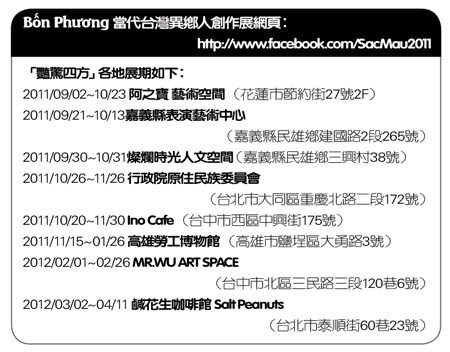 Bốn Phương 當代台灣異鄉人創作展網頁：
http://www.facebook.com/SacMau2011
「豔驚四方」各地展期如下：
2011/09/02~10/23 阿之寶 藝術空間（花蓮市節約街27號2F）
2011/09/21~10/13嘉義縣表演藝術中心
（嘉義縣民雄鄉建國路2段265號）
2011/09/30~10/31燦爛時光人文空間（嘉義縣民雄鄉三興村38號）
2011/10/26~11/26 行政院原住民族委員會
（台北市大同區重慶北路二段172號）
2011/10/20~11/30 Ino Cafe（台中市西區中興街175號）
2011/11/15~01/26 高雄勞工博物館（高雄市鹽埕區大勇路3號）
2012/02/01~02/26 MR.WU ART SPACE
（台中市北區三民路三段120巷6號）
2012/03/02~04/11 鹹花生咖啡館 Salt Peanuts
（台北市泰順街60巷23號）